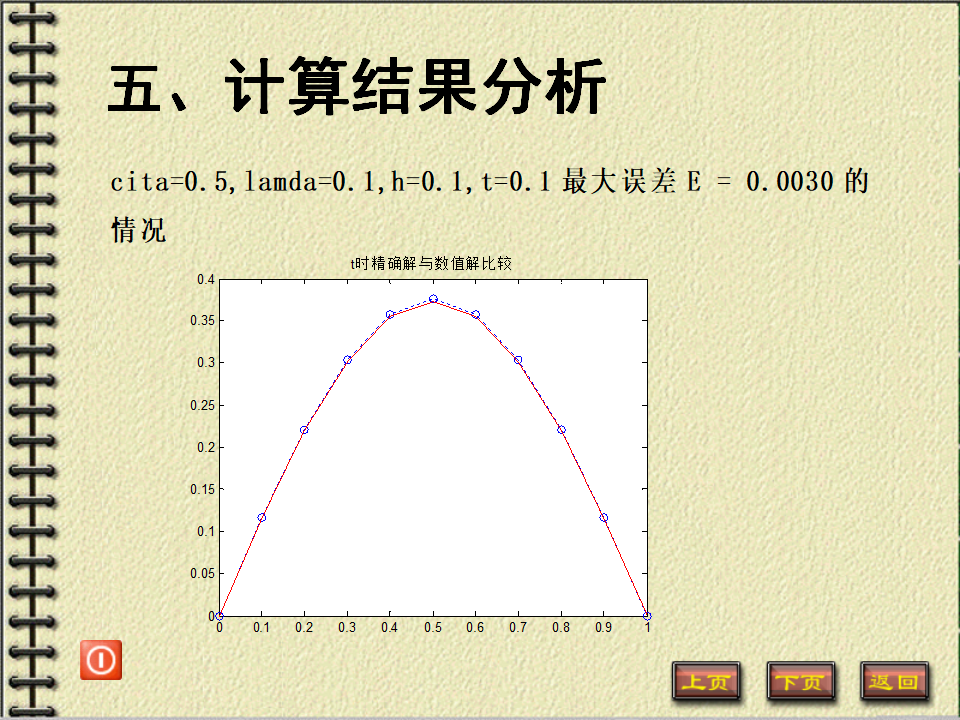 五、计算结果分析
cita=0.5,lamda=0.1,h=0.1,t=0.1 最大误差 E = 0.0030 的
情况
t时精确解与数值解比较
0.4
0.35
0.3
0.25
0.2
0.15
0.1
0.05
0
0 0.1 0.2 0.3 0.4 0.5 0.6 0.7 0.8 0.9 1
上页 下页 返回